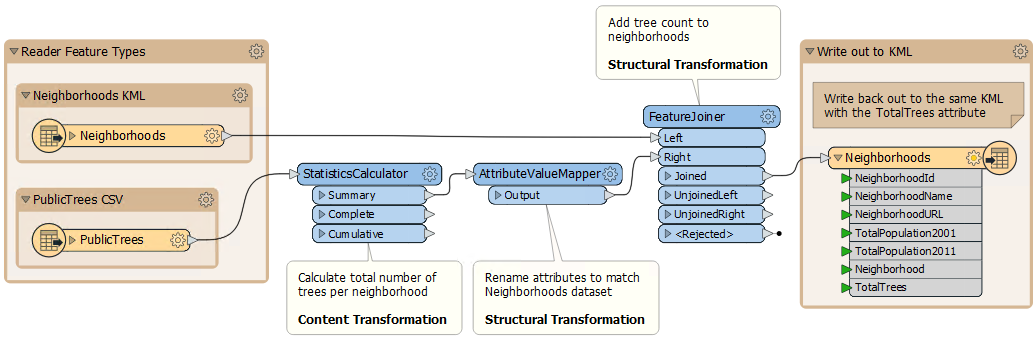 Reader Feature Types
Neighborhoods KML
Neighborhoods
PublicTrees CSV
PublicTrees
StatisticsCalculator
Summary
Complete
Cumulative
Calculate total number of
trees per neighborhood
Content Transformation
AttributeValueMapper
Output
Rename attributes to match
Neighborhoods dataset
Structural Transformation
Add tree count to
neighborhoods
Structural Transformation
FeatureJoiner
Left
Right
Joined
UnjoinedLeft
UnjoinedRight
<Rejected>
Write out to KML
Write back out to the same KML
with the TotalTrees attribute
Neighborhoods
NeighborhoodId
NeighborhoodName
NeighborhoodURL
TotalPopulation2001
TotalPopulation2011
Neighborhood
TotalTrees